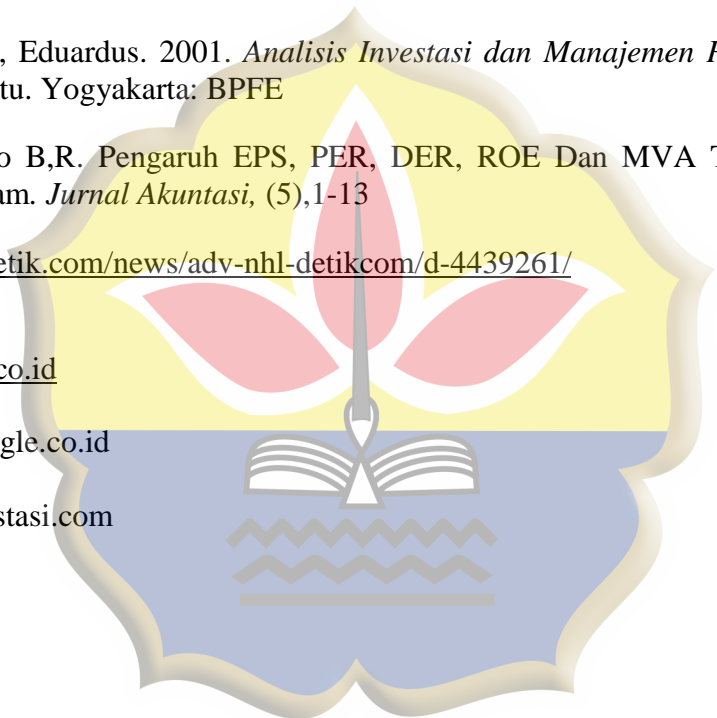 , Eduardus. 2001. Analisis Investasi dan Manajemen P
tu. Yogyakarta: BPFE
o B,R. Pengaruh EPS, PER, DER, ROE Dan MVA T
am. Jurnal Akuntasi, (5),1-13
etik.com/news/adv-nhl-detikcom/d-4439261/
co.id
gle.co.id
stasi.com